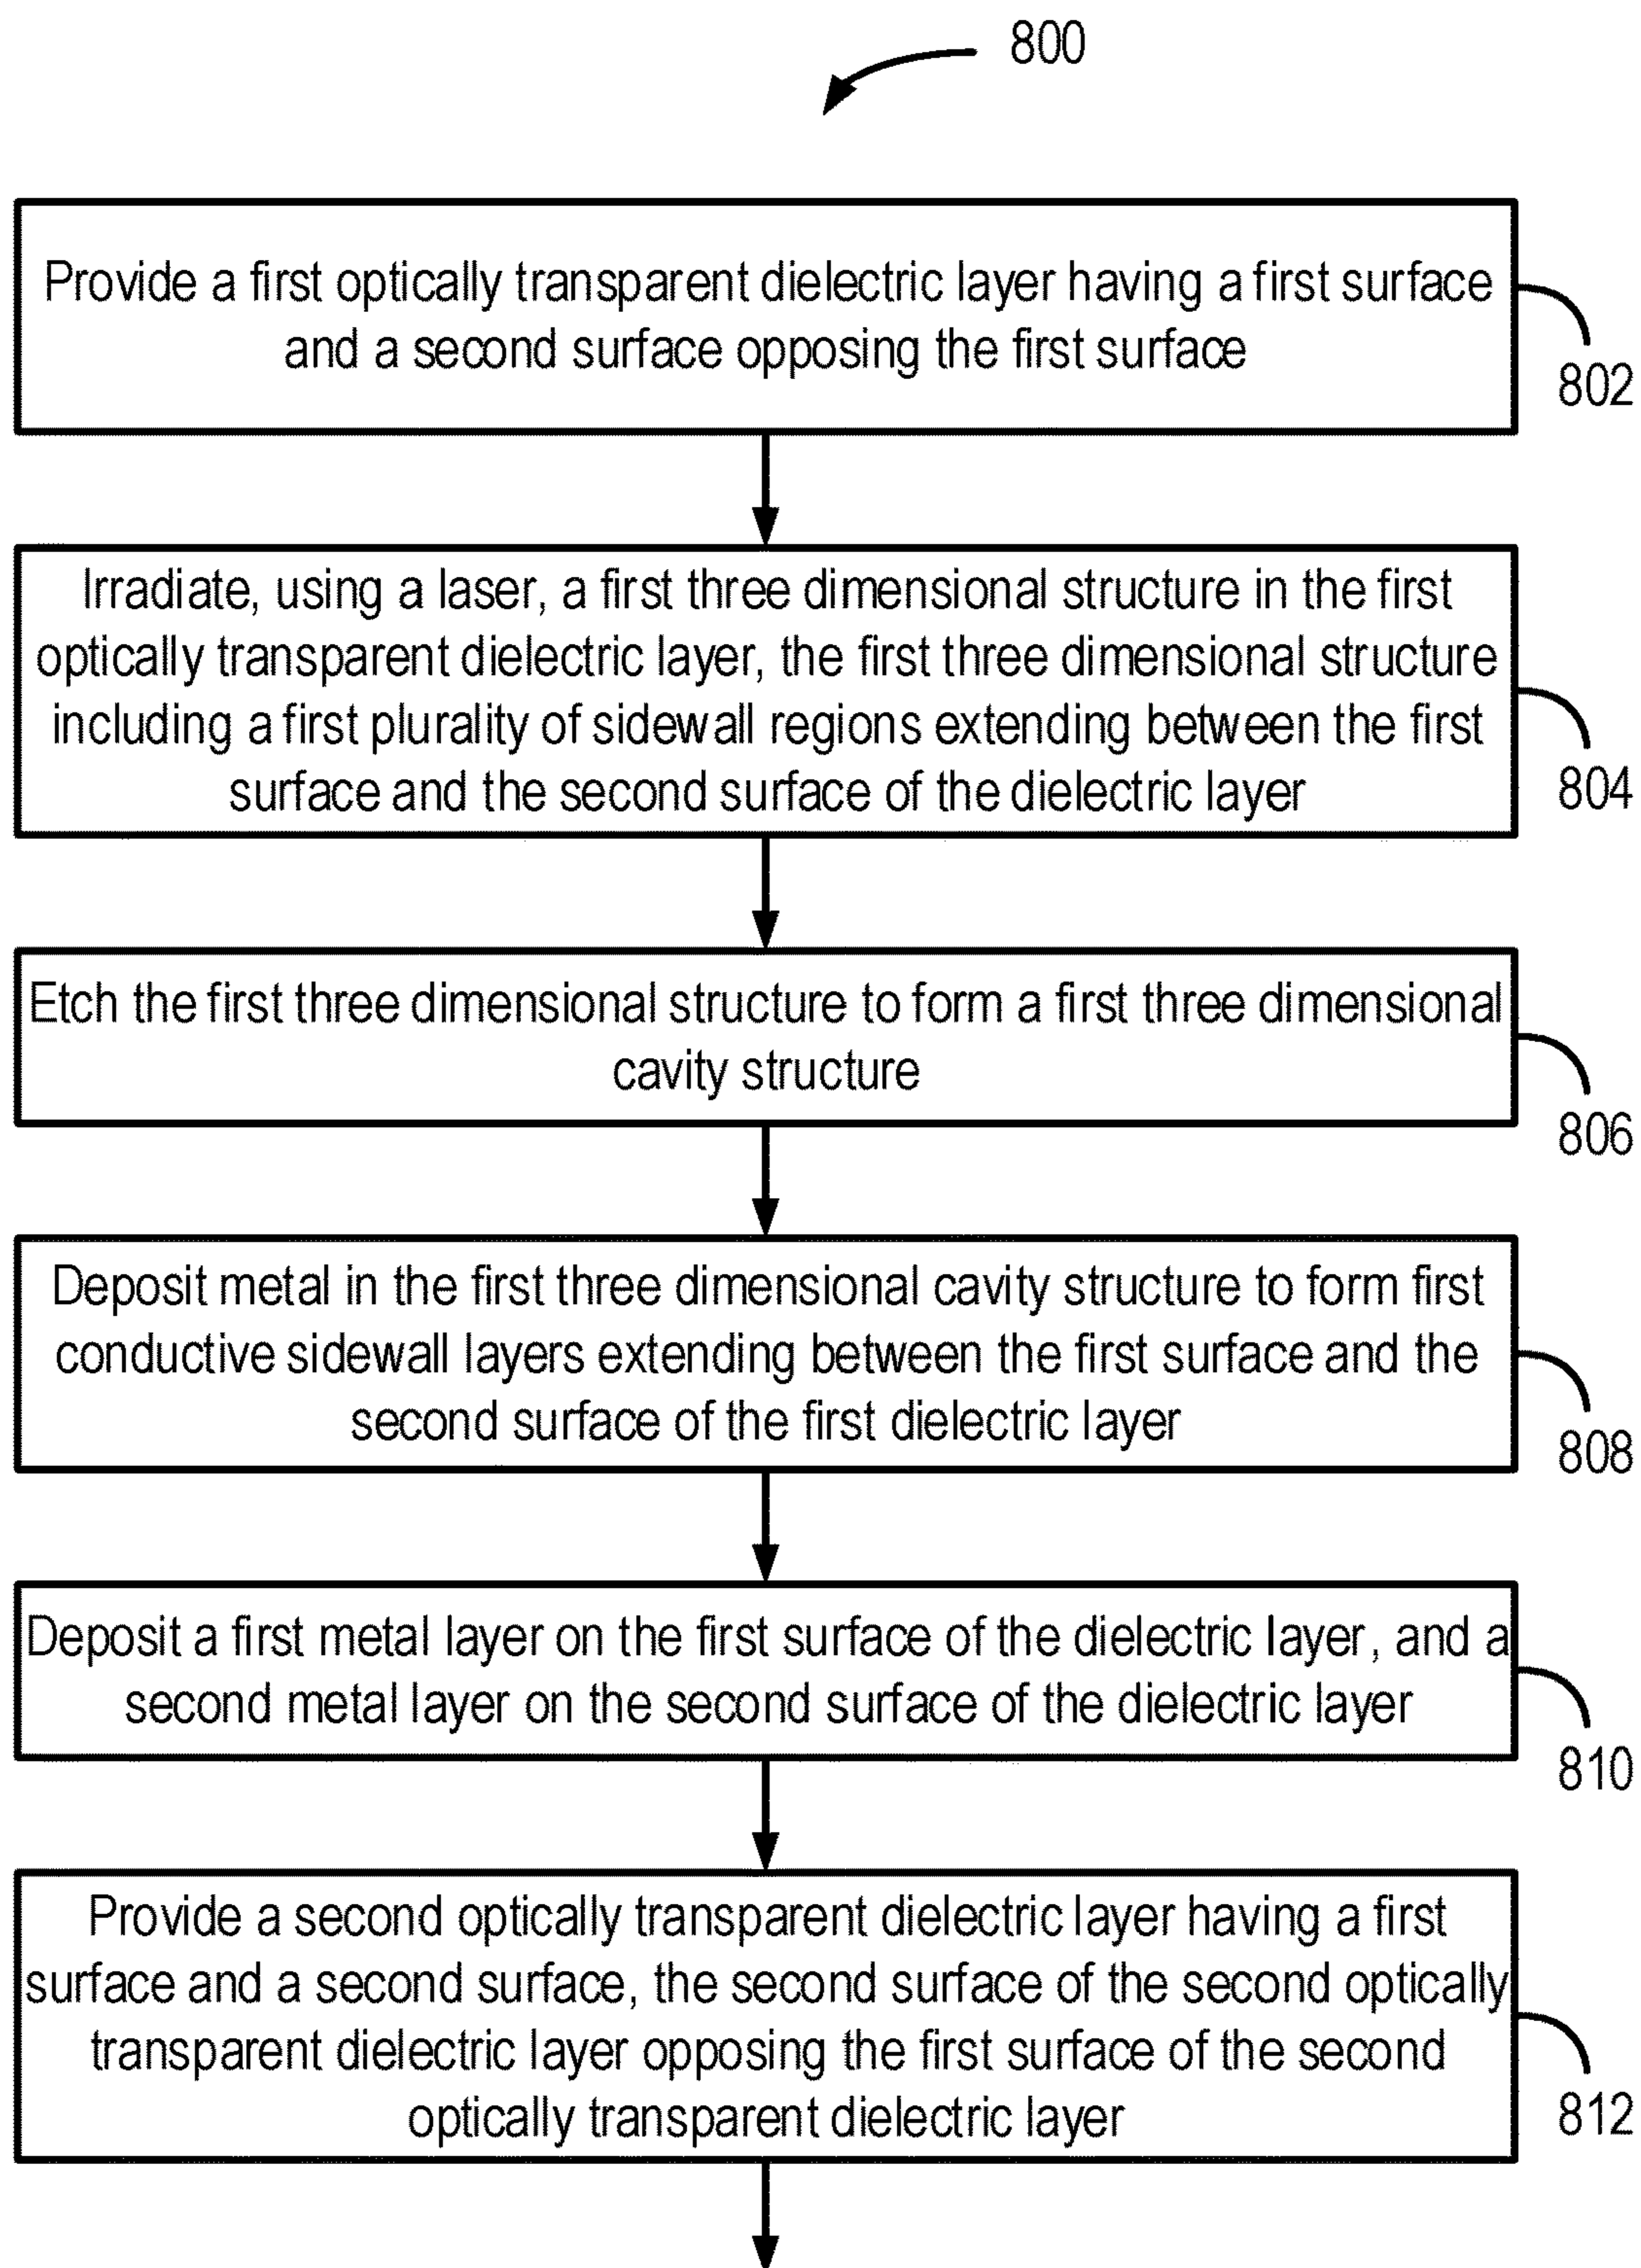 800
Provide a first optically transparent dielectric layer having a first surface
and a second surface opposing the first surface
802
Irradiate, using a laser, a first three dimensional structure in the first
optically transparent dielectric layer, the first three dimensional structure
including a first plurality of sidewall regions extending between the first
surface and the second surface of the dielectric layer
804
Etch the first three dimensional structure to form a first three dimensional
cavity structure
806
Deposit metal in the first three dimensional cavity structure to form first
conductive sidewall layers extending between the first surface and the
second surface of the first dielectric layer
808
Deposit a first metal layer on the first surface of the dielectric layer, and a
second metal layer on the second surface of the dielectric layer
810
Provide a second optically transparent dielectric layer having a first
surface and a second surface, the second surface of the second optically
transparent dielectric layer opposing the first surface of the second
optically transparent dielectric layer
812